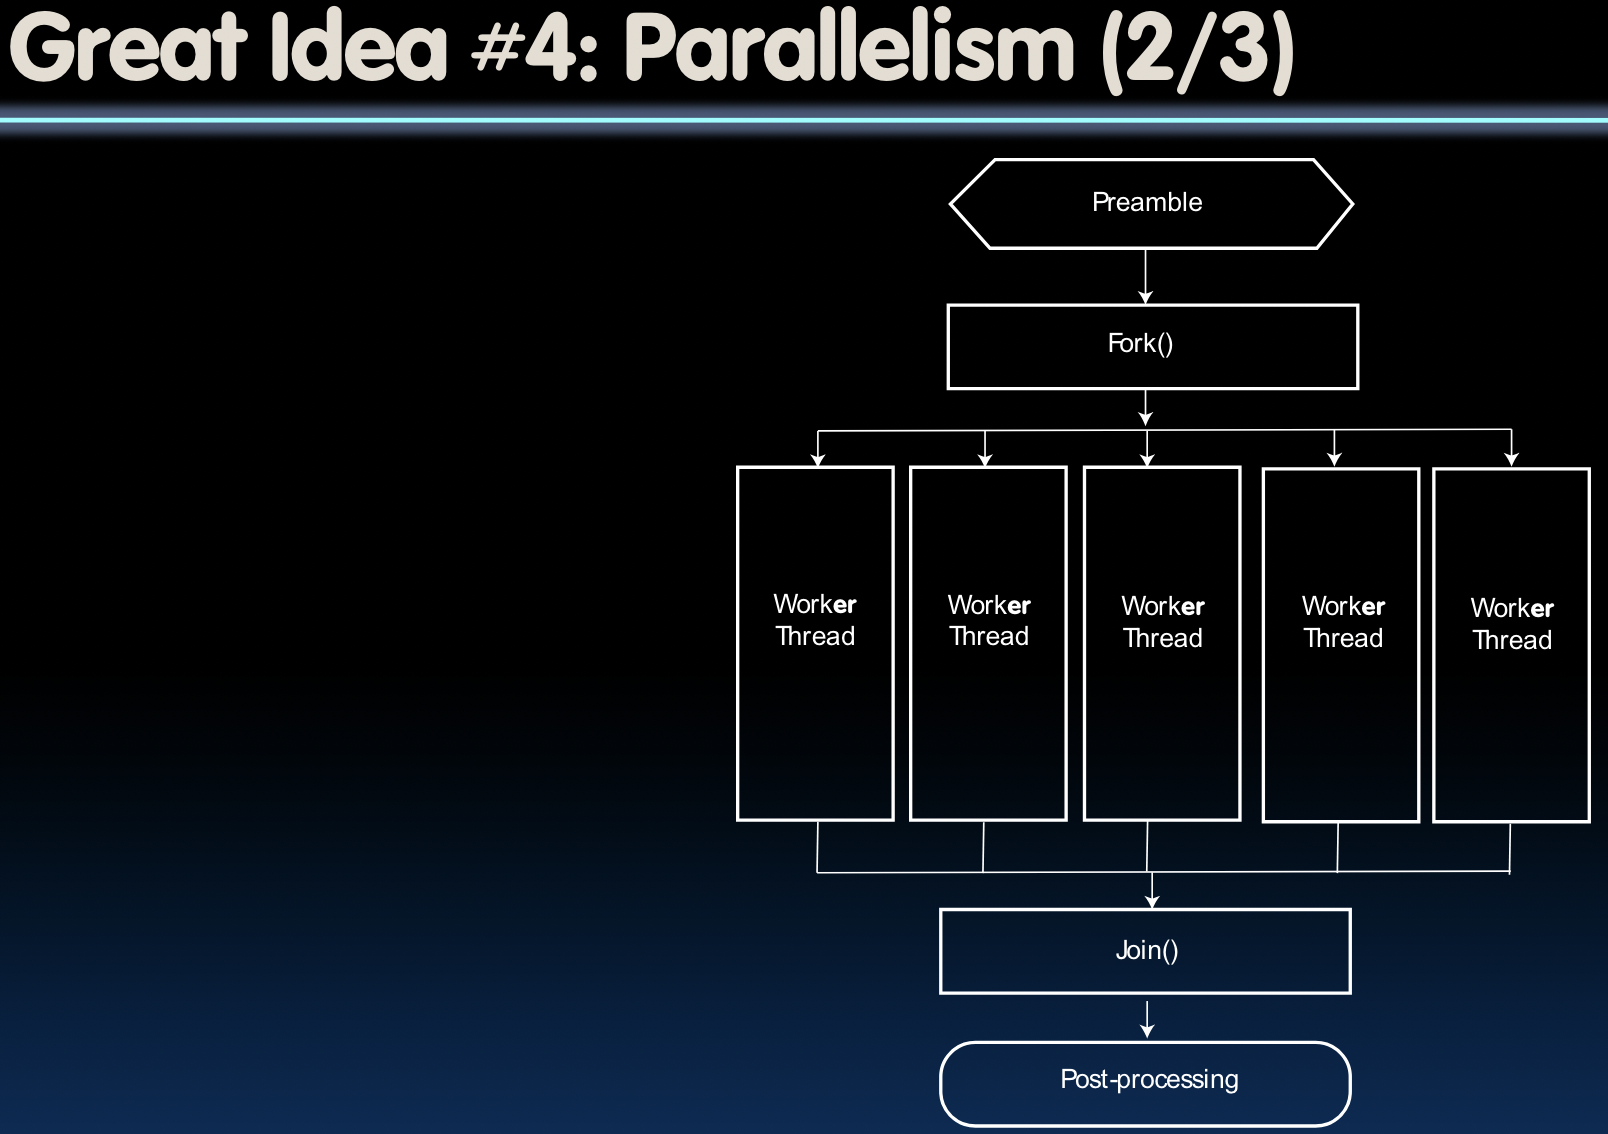 Great Idea #4: Parallelism (2/3)
Preamble
Fork()
Worker
Thread
Worker
Thread
Worker
Thread
Worker
Thread
Worker
Thread
Join()
Post-processing